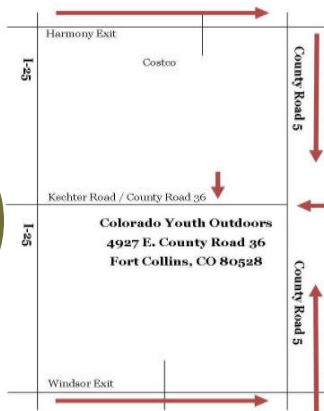 Harmony Exit
I-25
Costco
County Road 5
Kechter Road / County Road 36
I-25
Colorado Youth Outdoors
4927 E. County Road 36
Fort Collins, CO 80528
County Road 5
Windsor Exit